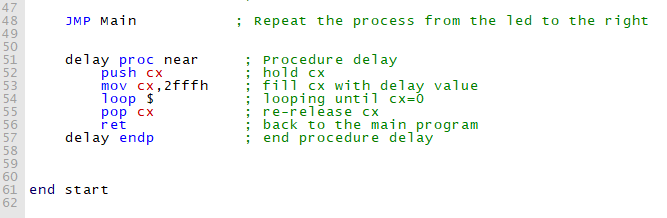 47
48 JMP Main ; Repeat the process from the led to the right
49
50
51 delay proc near ; Procedure delay
52 push cx ; hold cx
53 mov cx,2fffh ; fill cx with delay value
54 loop $ ; looping until cx=0
55 pop cx ; re-release cx
56 ret ; back to the main program
57 delay endp ; end procedure delay
58
59
60
61 end start
62